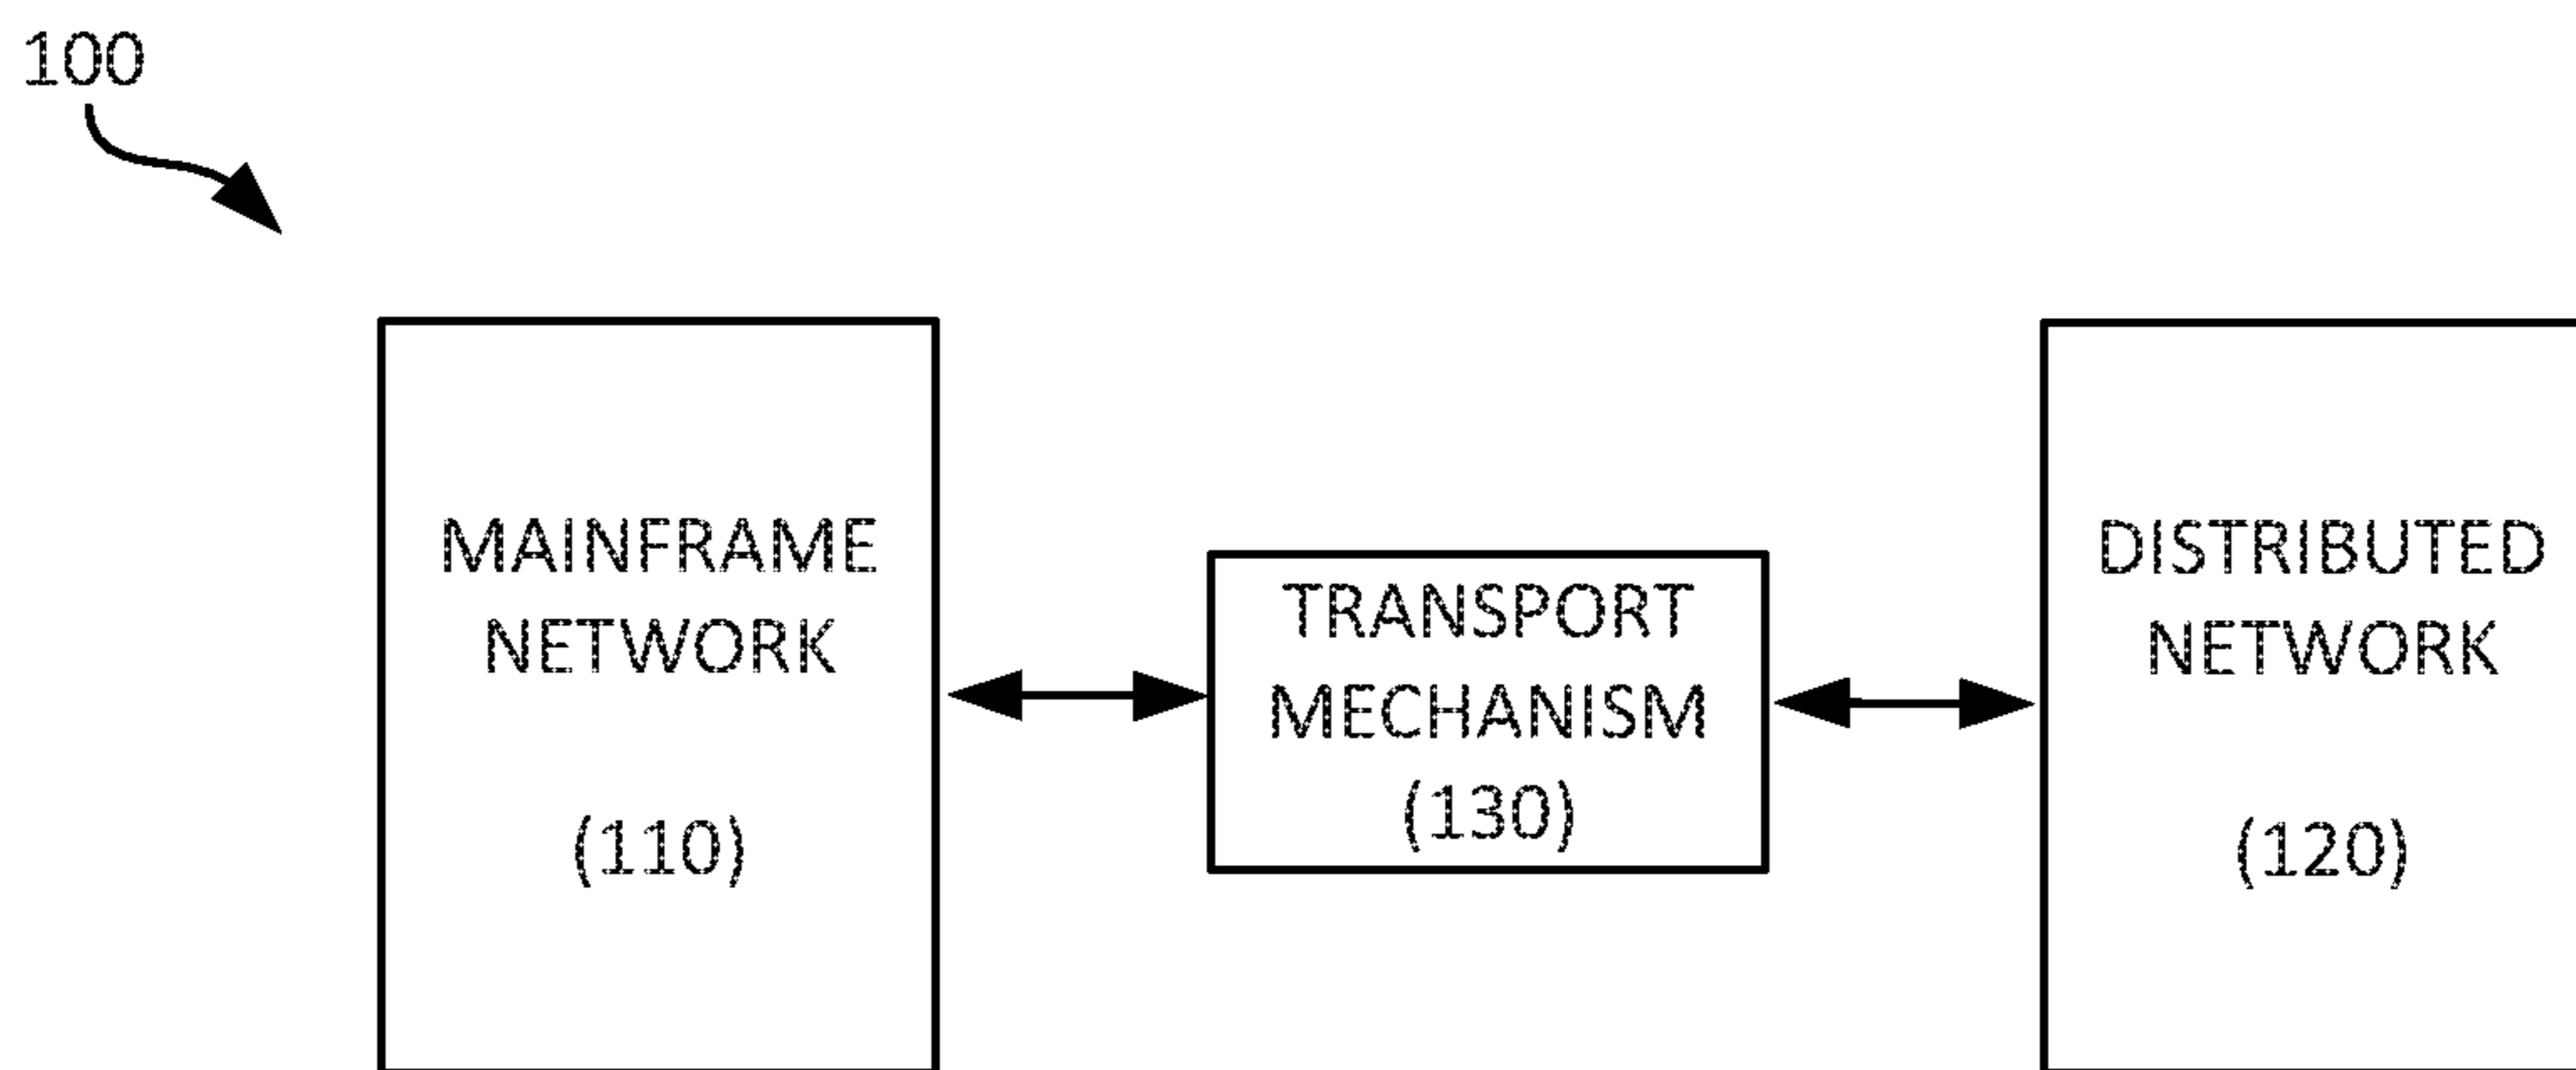 100
MAINFRAME
NETWORK
(110)
TRANSPORT
MECHANISM
(130)
DISTRIBUTED
NETWORK
(120)